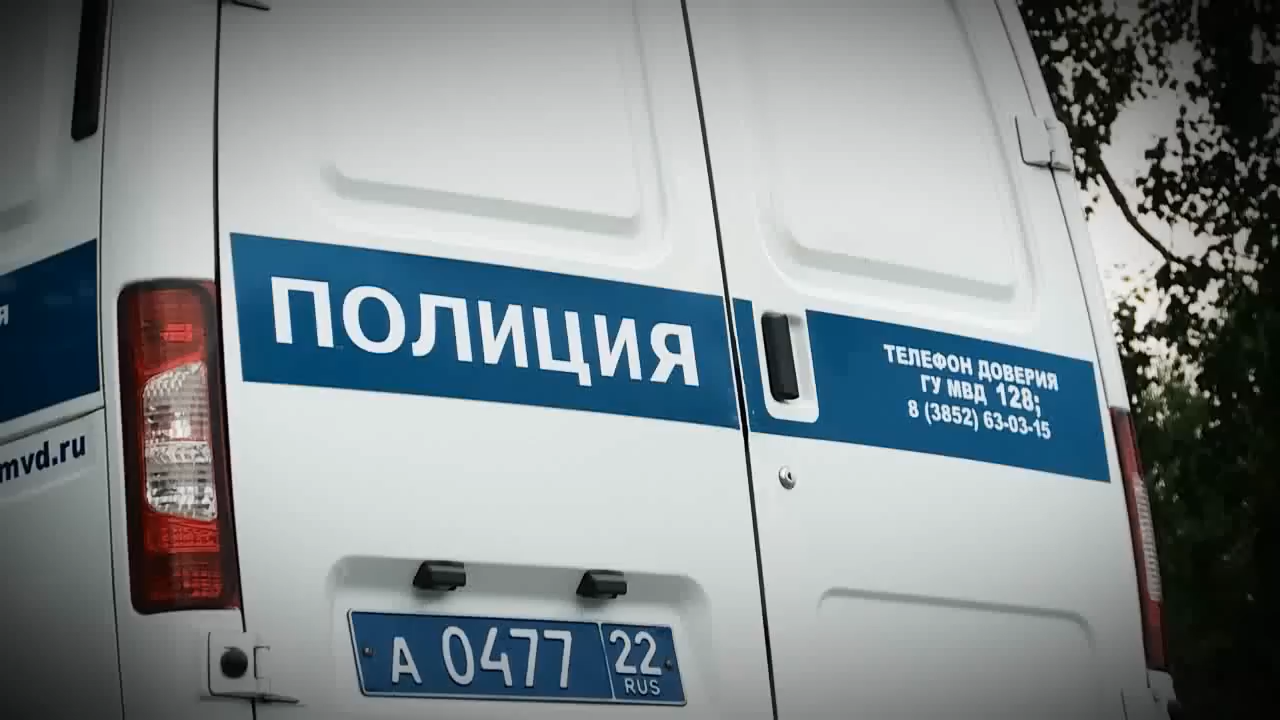 я
mvd.ru
ПОЛИЦИЯ
ТЕЛЕФОН ДОВЕРИЯ
ГУ МВД 128;
8 (3852) 63-03-15
А 0477 22
RUS